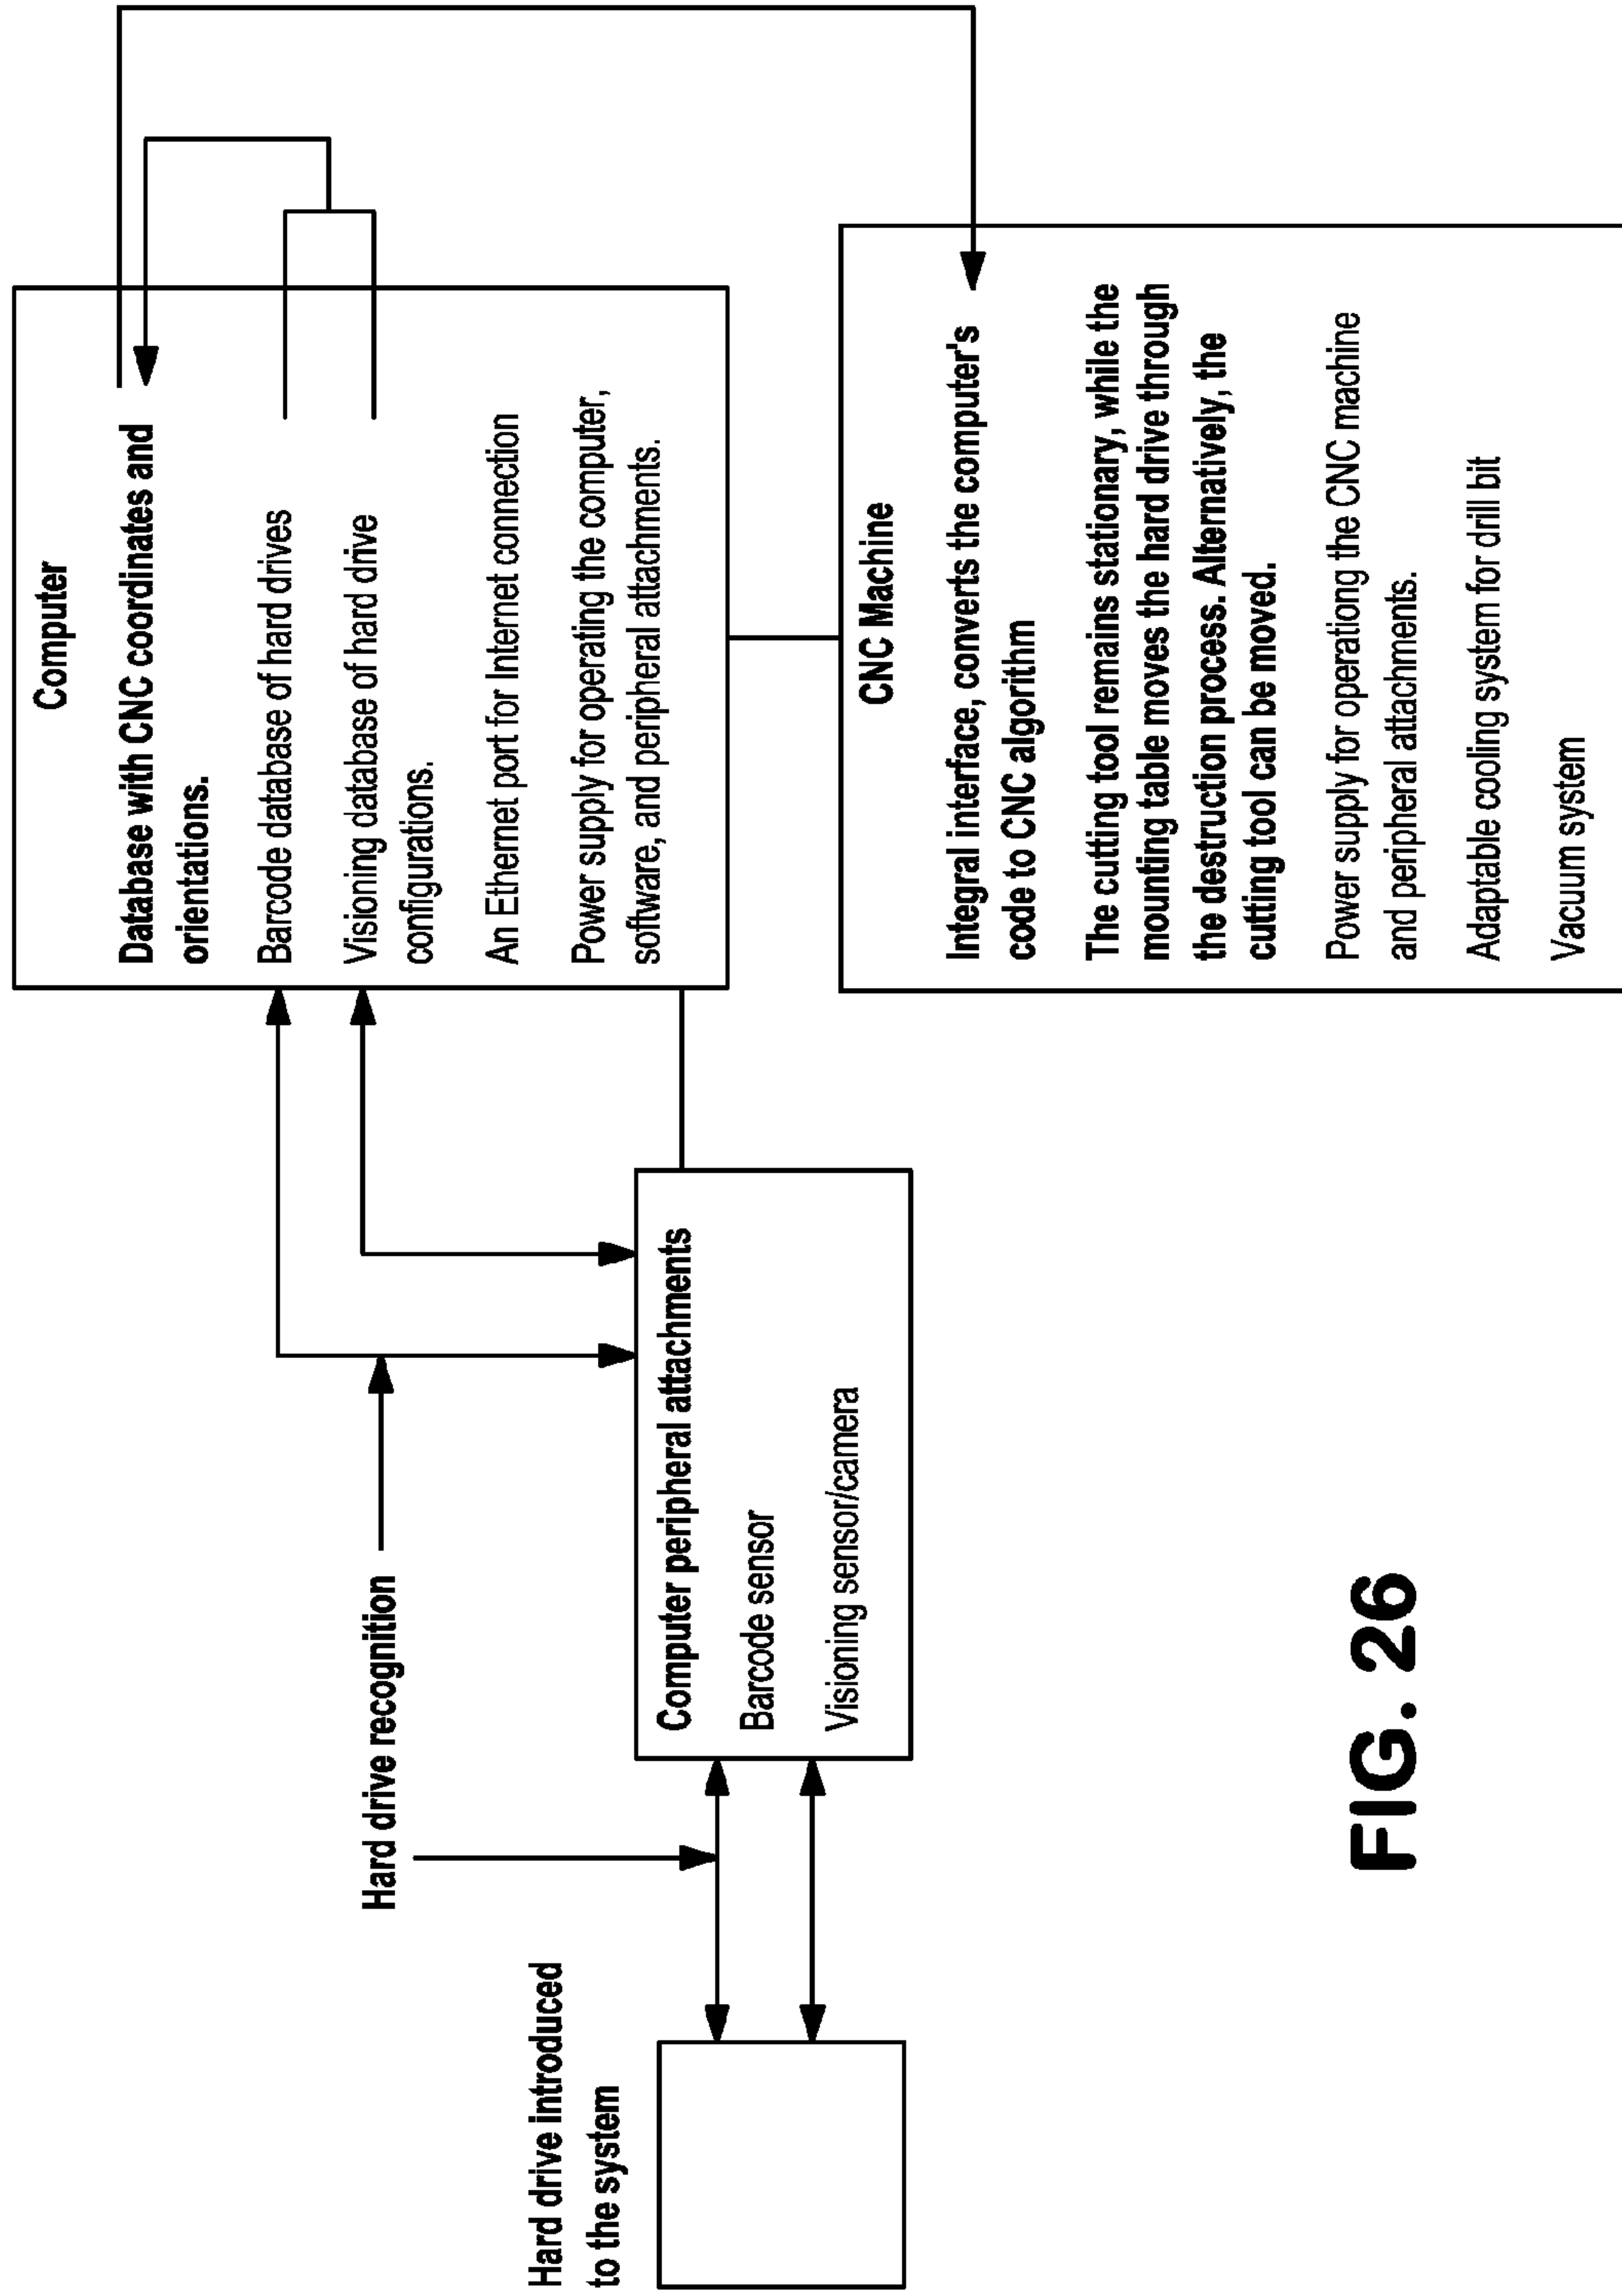 Hard drive introduced
to the system
Hard drive recognition
Computer peripheral attachments
Barcode sensor
Visioning sensor/camera
Computer
Database with CNC coordinates and
orientations.
Barcode database of hard drives
Visioning database of hard drive
configurations.
An Ethernet port for Internet connection
Power supply for operating the computer,
software, and peripheral attachments.
CNC Machine
Integral interface, converts the computer's
code to CNC algorithm
The cutting tool remains stationary, while the
mounting table moves the hard drive through
the destruction process. Alternatively, the
cutting tool can be moved.
Power supply for operationg the CNC machine
and peripheral attachments.
Adaptable cooling system for drill bit
Vacuum system
FIG. 26